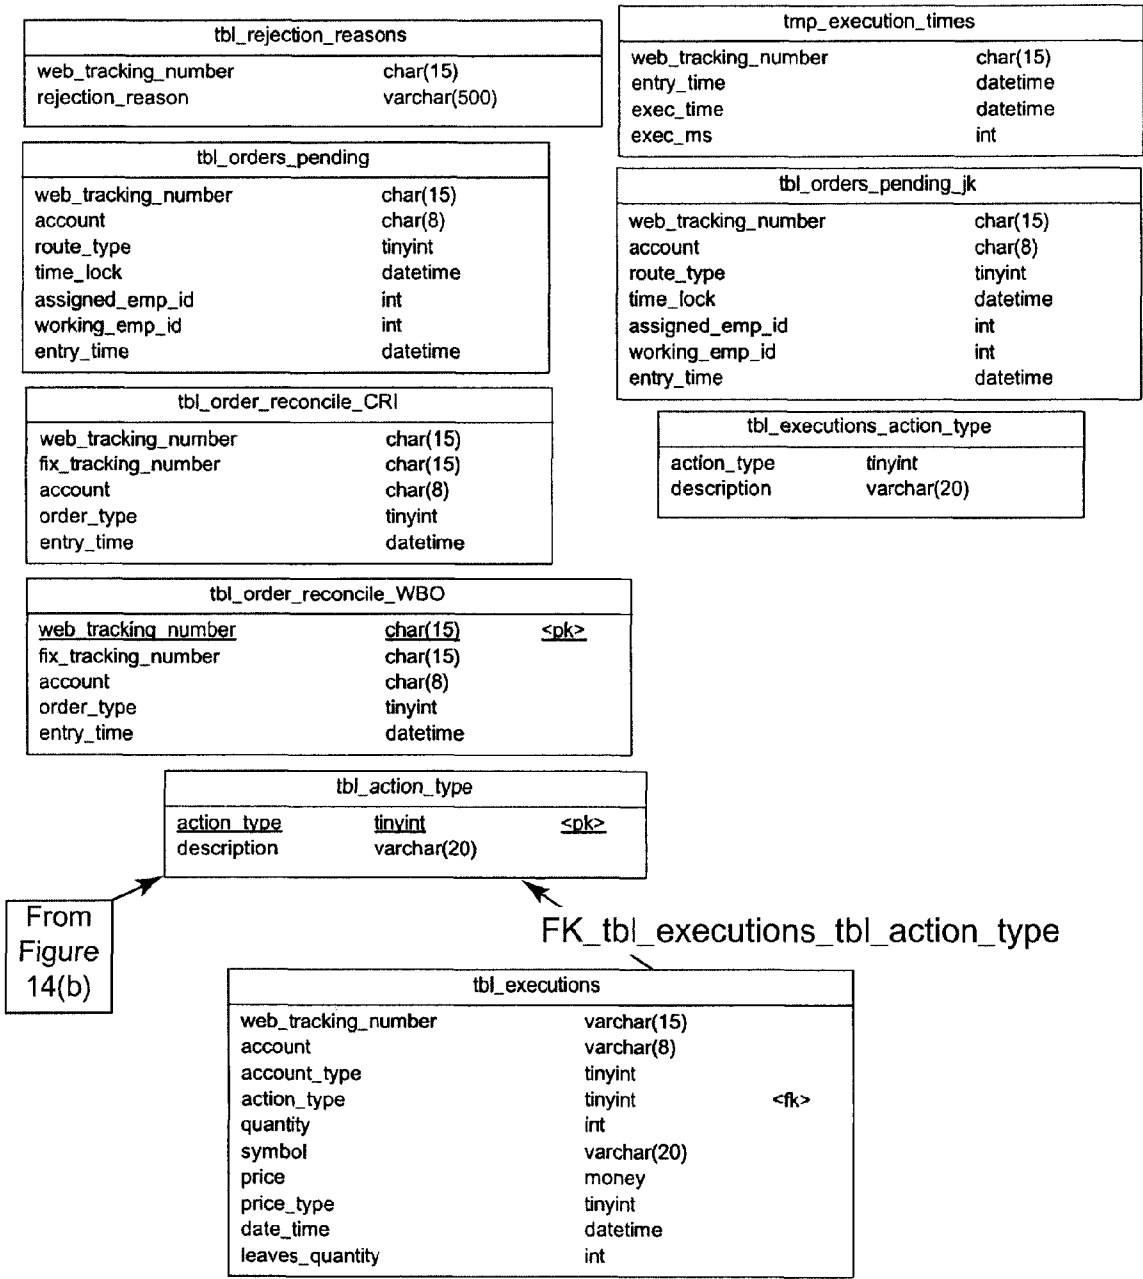 tbl_rejection_reasons
web_tracking_number char(15)
rejection_reason varchar(500)
tmp_execution_times
web_tracking_number char(15)
entry_time datetime
exec_time datetime
exec_ms int
tbl_orders_pending
web_tracking_number char(15)
account char(8)
route_type tinyint
time_lock datetime
assigned_emp_id int
working_emp_id int
entry_time datetime
tbl_orders_pending_jk
web_tracking_number char(15)
account char(8)
route_type tinyint
time_lock datetime
assigned_emp_id int
working_emp_id int
entry_time datetime
tbl_order_reconcile_CRI
web_tracking_number char(15)
fix_tracking_number char(15)
account char(8)
order_type tinyint
entry_time datetime
tbl_executions_action_type
action_type tinyint
description varchar(20)
tbl_order_reconcile_WBO
web_tracking_number char(15) <pk>
fix_tracking_number char(15)
account char(8)
order_type tinyint
entry_time datetime
tbl_action_type
action_type tinyint <pk>
description varchar(20)
From
Figure
14(b)
FK_tbl_executions_tbl_action_type
tbl_executions
web_tracking_number varchar(15)
account varchar(8)
account_type tinyint
action_type tinyint <fk>
quantity int
symbol varchar(20)
price money
price_type tinyint
date_time datetime
leaves_quantity int